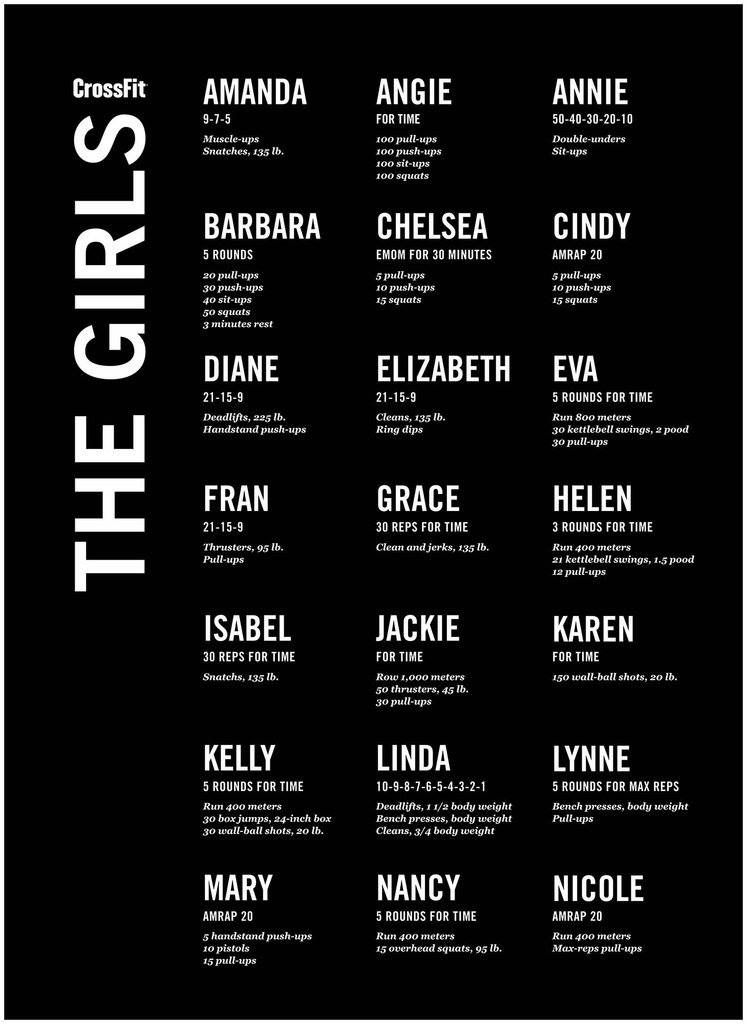 CrossFit
THE GIRLS
AMANDA
9-7-5
Muscle-ups
Snatches, 135 lb.
ANGIE
FOR TIME
100 pull-ups
100 push-ups
100 sit-ups
100 squats
ANNIE
50-40-30-20-10
Double-unders
Sit-ups
BARBARA
5 ROUNDS
20 pull-ups
30 push-ups
40 sit-ups
50 squats
3 minutes rest
CHELSEA
EMOM FOR 30 MINUTES
5 pull-ups
10 push-ups
15 squats
CINDY
AMRAP 20
5 pull-ups
10 push-ups
15 squats
DIANE
21-15-9
Deadlifts, 225 lb.
Handstand push-ups
ELIZABETH
21-15-9
Cleans, 135 lb.
Ring dips
EVA
5 ROUNDS FOR TIME
Run 800 meters
30 kettlebell swings, 2 pood
30 pull-ups
FRAN
21-15-9
Thrusters, 95 lb.
Pull-ups
GRACE
30 REPS FOR TIME
Clean and jerks, 135 lb.
HELEN
3 ROUNDS FOR TIME
Run 400 meters
21 kettlebell swings, 1.5 pood
12 pull-ups
ISABEL
30 REPS FOR TIME
Snatchs, 135 lb.
JACKIE
FOR TIME
Row 1,000 meters
50 thrusters, 45 lb.
30 pull-ups
KAREN
FOR TIME
150 wall-ball shots, 20 lb.
KELLY
5 ROUNDS FOR TIME
Run 400 meters
30 box jumps, 24-inch box
30 wall-ball shots, 20 lb.
LINDA
10-9-8-7-6-5-4-3-2-1
Deadlifts, 1 1/2 body weight
Bench presses, body weight
Cleans, 3/4 body weight
LYNNE
5 ROUNDS FOR MAX REPS
Bench presses, body weight
Pull-ups
MARY
AMRAP 20
5 handstand push-ups
10 pistols
15 pull-ups
NANCY
5 ROUNDS FOR TIME
Run 400 meters
15 overhead squats, 95 lb.
NICOLE
AMRAP 20
Run 400 meters
Max-reps pull-ups